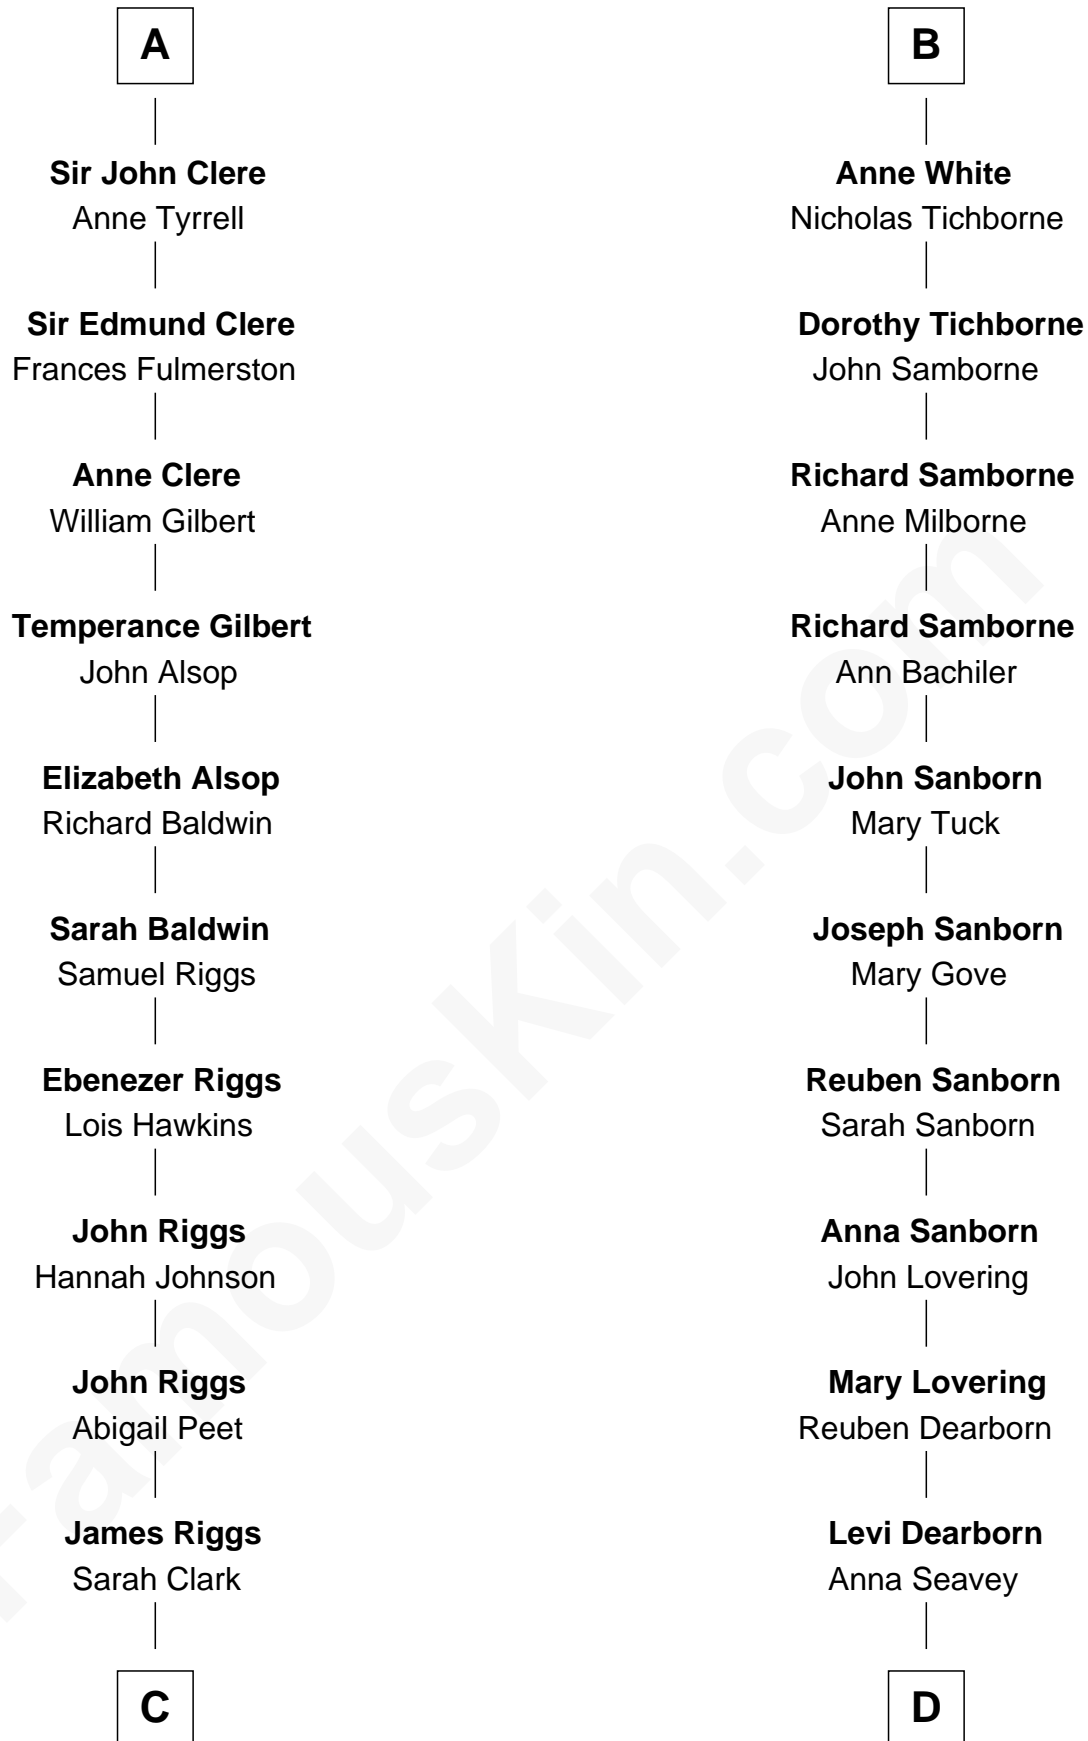 A
Sir John Clere
Anne Tyrrell
Sir Edmund Clere
Frances Fulmerston
Anne Clere
William Gilbert
Temperance Gilbert
John Alsop
Elizabeth Alsop
Richard Baldwin
Sarah Baldwin
Samuel Riggs
Ebenezer Riggs
Lois Hawkins
John Riggs
Hannah Johnson
John Riggs
Abigail Peet
James Riggs
Sarah Clark
C
B
Anne White
Nicholas Tichborne
Dorothy Tichborne
John Samborne
Richard Samborne
Anne Milborne
Richard Samborne
Ann Bachiler
John Sanborn
Mary Tuck
Joseph Sanborn
Mary Gove
Reuben Sanborn
Sarah Sanborn
Anna Sanborn
John Lovering
Mary Lovering
Reuben Dearborn
Levi Dearborn
Anna Seavey
D
FamousKin.com